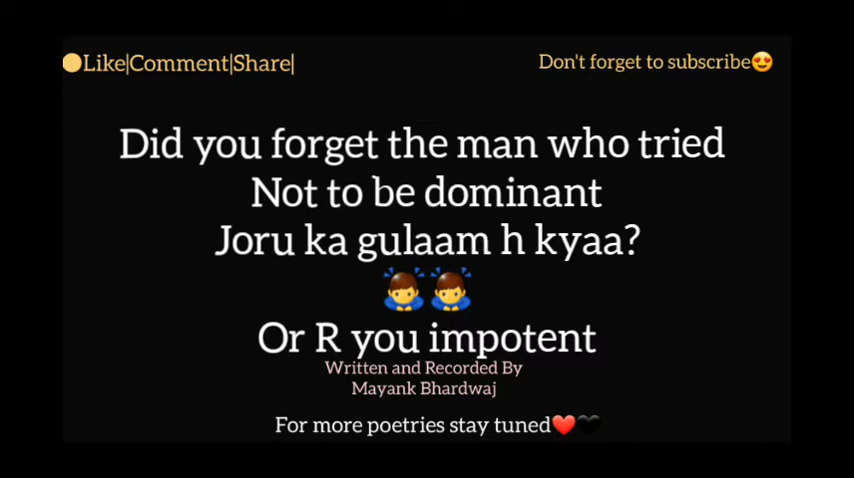 Like|Comment|Share|
Don't forget to subscribe😍
Did you forget the man who tried
Not to be dominant
Joru ka gulaam h kyaa?
🙇‍♂️🙇‍♂️
Or R you impotent
Written and Recorded By
Mayank Bhardwaj
For more poetries stay tuned❤️🖤